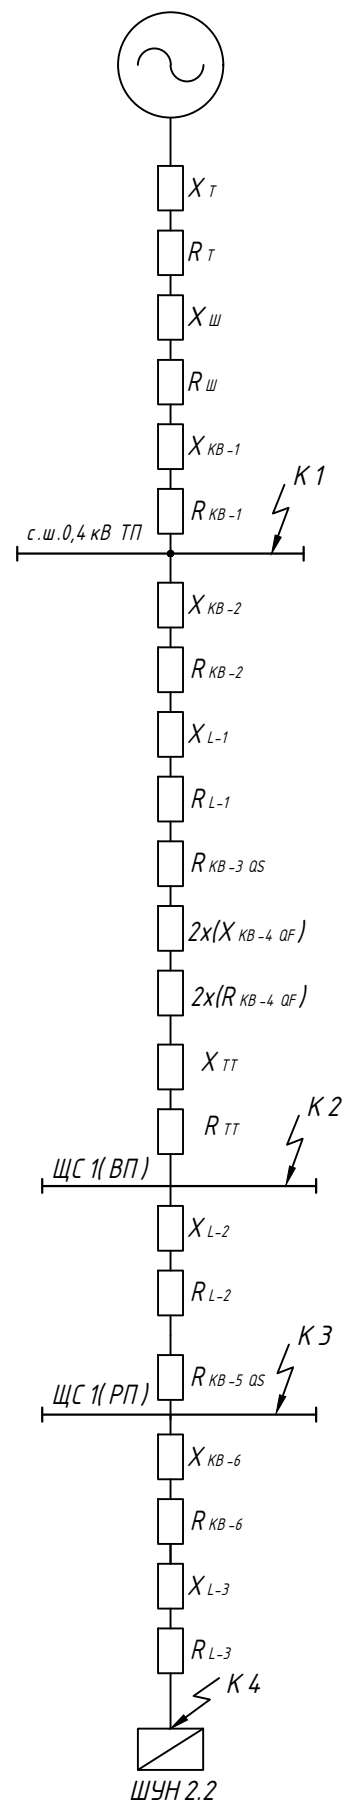 X Т
R Т
X Ш
R Ш
X КВ-1
R КВ-1
К 1
с.ш.0,4 кВ ТП
X КВ-2
R КВ-2
X L-1
R L-1
R КВ-3 QS
2x(X КВ-4 QF)
2x(R КВ-4 QF)
X ТТ
R ТТ
К 2
ЩС 1(ВП)
X L-2
R L-2
К 3
R КВ-5 QS
ЩС 1(РП)
X КВ-6
R КВ-6
X L-3
R L-3
К 4
ШУН 2.2